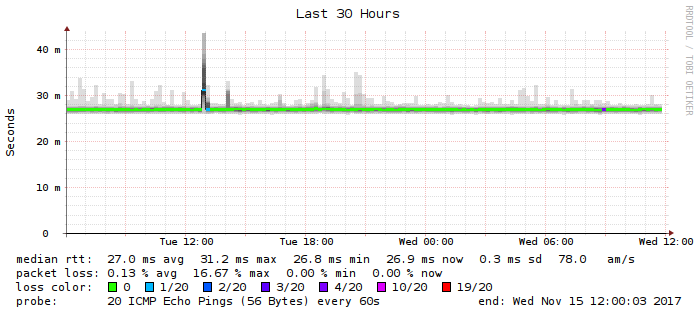 Last 30 Hours
RRDTOOL / TOBI OETIKER
Seconds
40 m
30 m
20 m
10 m
0
Tue 12:00 Tue 18:00 Wed 00:00 Wed 06:00 Wed 12:00
median rtt: 27.0 ms avg 31.2 ms max 26.8 ms min 26.9 ms now 0.3 ms sd 78.0 am/s
packet loss: 0.13 % avg 16.67 % max 0.00 % min 0.00 % now
loss color: 0 1/20 2/20 3/20 4/20 10/20 19/20
probe: 20 ICMP Echo Pings (56 Bytes) every 60s end: Wed Nov 15 12:00:03 2017